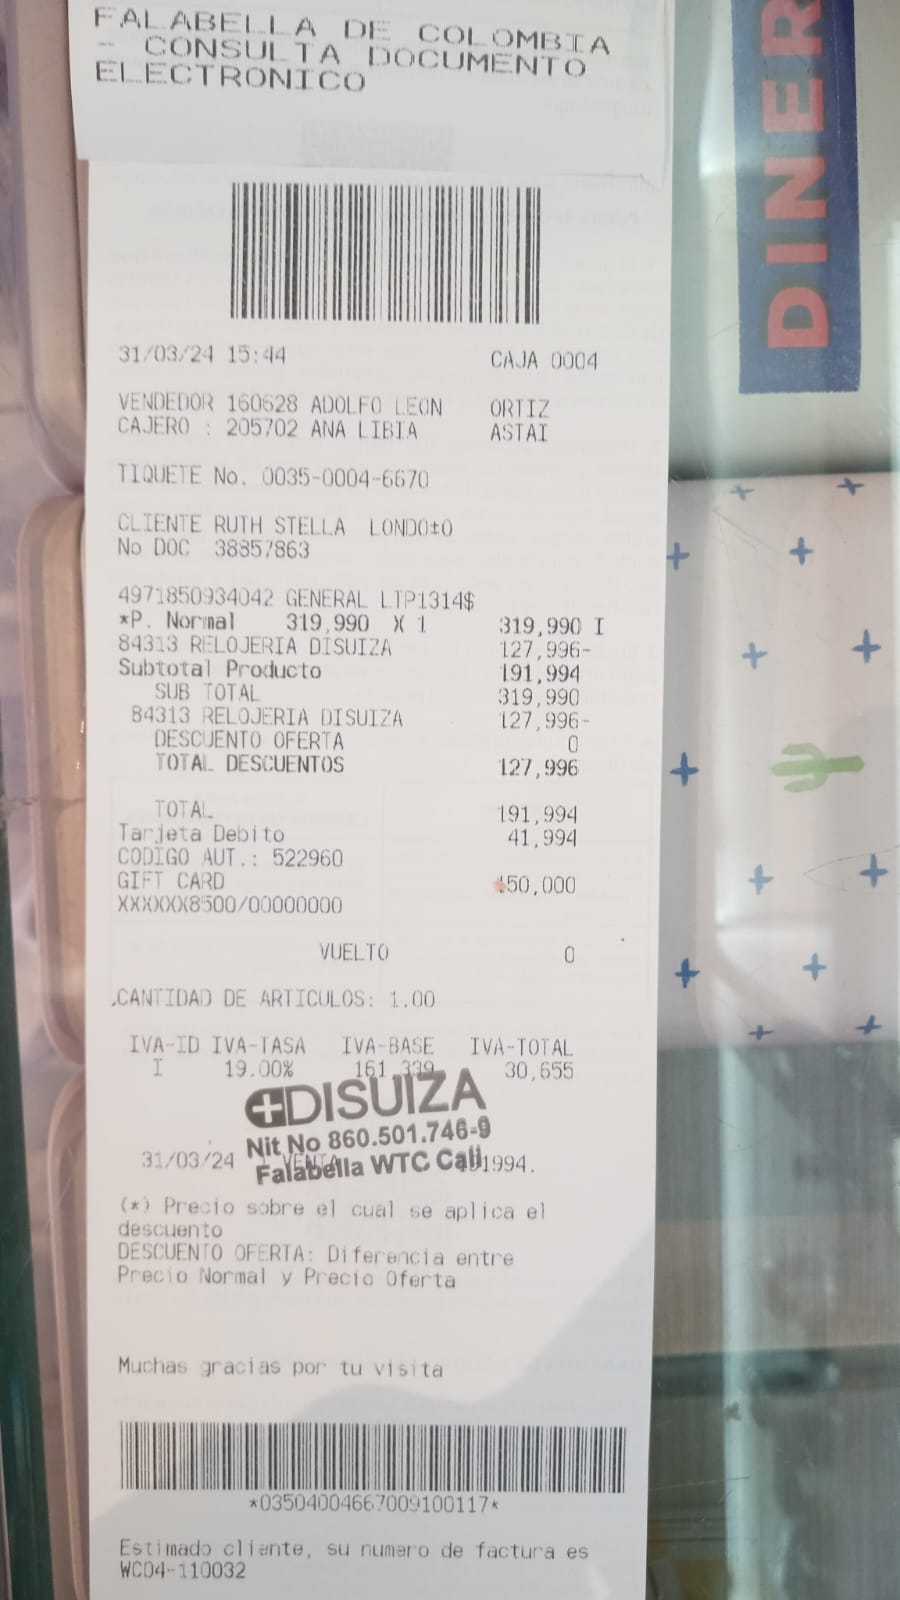 FALABELLA DE COLOMBIA
- CONSULTA DOCUMENTO
ELECTRONICO
DINER
31/03/24 15:44 CAJA 0004
VENDEDOR 160628 ADOLFO LEON ORTIZ
CAJERO : 205702 ANA LIBIA ASTAI
TIQUETE No. 0035-0004-6670
CLIENTE RUTH STELLA LONDO±O
No DOC 38857863
4971850934042 GENERAL LTP1314$
*P. Normal 319,990 X 1 319,990 I
84313 RELOJERIA DISUIZA 127,996-
Subtotal Producto 191,994
SUB TOTAL 319,990
84313 RELOJERIA DISUIZA 127,996-
DESCUENTO OFERTA 0
TOTAL DESCUENTOS 127,996
TOTAL 191,994
Tarjeta Debito 41,994
CODIGO AUT.: 522960
GIFT CARD 150,000
XXXXXX8500/00000000
VUELTO 0
CANTIDAD DE ARTICULOS: 1.00
IVA-ID IVA-TASA IVA-BASE IVA-TOTAL
I 19.00% 161,339 30,655
DISUIZA
Nit No 860.501.746-9
Falabella WTC Cali
31/03/24 VENTA 191994.
(*) Precio sobre el cual se aplica el
descuento
DESCUENTO OFERTA: Diferencia entre
Precio Normal y Precio Oferta
Muchas gracias por tu visita
*03504004667009100117*
Estimado cliente, su numero de factura es
WC04-110032